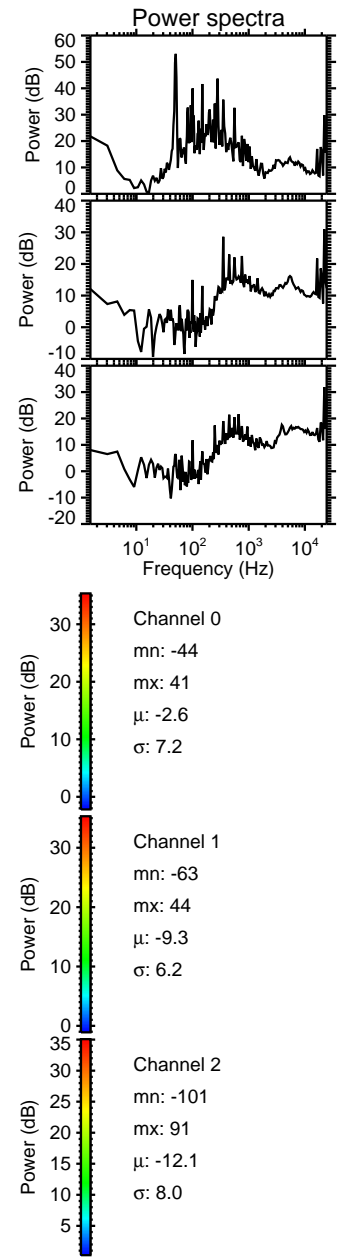 Power spectra
60
50
40
30
20
10
0
Power (dB)
40
30
20
10
0
-10
Power (dB)
40
30
20
10
0
-10
-20
Power (dB)
10¹ 10² 10³ 10⁴
Frequency (Hz)
30
20
10
0
Power (dB)
Channel 0
mn: -44
mx: 41
μ: -2.6
σ: 7.2
30
20
10
0
Power (dB)
Channel 1
mn: -63
mx: 44
μ: -9.3
σ: 6.2
35
30
25
20
15
10
5
Power (dB)
Channel 2
mn: -101
mx: 91
μ: -12.1
σ: 8.0